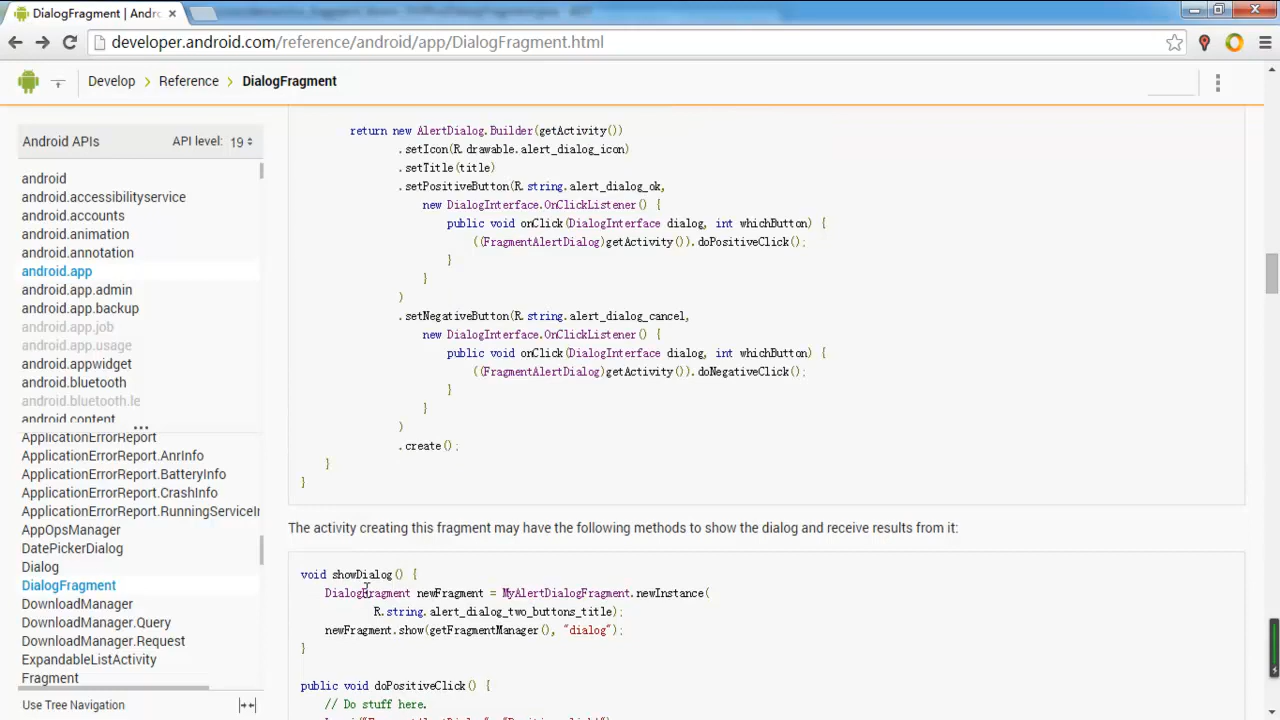 DialogFragment | Andro
developer.android.com/reference/android/app/DialogFragment.html
Develop > Reference > DialogFragment
Android APIs API level: 19
android
android.accessibilityservice
android.accounts
android.animation
android.annotation
android.app
android.app.admin
android.app.backup
android.app.job
android.app.usage
android.appwidget
android.bluetooth
android.bluetooth.le
android.content
ApplicationErrorReport
ApplicationErrorReport.AnrInfo
ApplicationErrorReport.BatteryInfo
ApplicationErrorReport.CrashInfo
ApplicationErrorReport.RunningServiceI
AppOpsManager
DatePickerDialog
Dialog
DialogFragment
DownloadManager
DownloadManager.Query
DownloadManager.Request
ExpandableListActivity
Fragment
Use Tree Navigation
return new AlertDialog.Builder(getActivity())
.setIcon(R.drawable.alert_dialog_icon)
.setTitle(title)
.setPositiveButton(R.string.alert_dialog_ok,
new DialogInterface.OnClickListener() {
public void onClick(DialogInterface dialog, int whichButton) {
((FragmentAlertDialog)getActivity()).doPositiveClick();
}
}
)
.setNegativeButton(R.string.alert_dialog_cancel,
new DialogInterface.OnClickListener() {
public void onClick(DialogInterface dialog, int whichButton) {
((FragmentAlertDialog)getActivity()).doNegativeClick();
}
}
)
.create();
}
}
The activity creating this fragment may have the following methods to show the dialog and receive results from it:
void showDialog() {
DialogFragment newFragment = MyAlertDialogFragment.newInstance(
R.string.alert_dialog_two_buttons_title);
newFragment.show(getFragmentManager(), "dialog");
}
public void doPositiveClick() {
// Do stuff here.